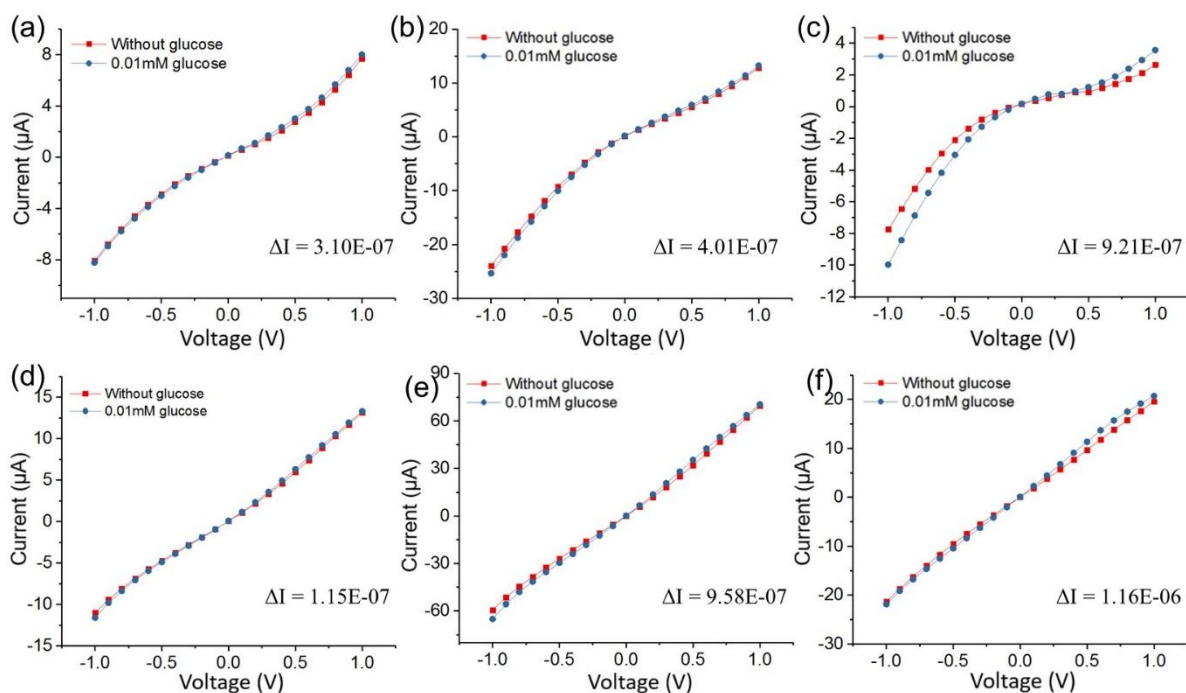 (a)
Without glucose
0.01mM glucose
8
4
0
-4
-8
Current (µA)
-1.0 -0.5 0.0 0.5 1.0
Voltage (V)
ΔI = 3.10E-07
(b)
Without glucose
0.01mM glucose
20
10
0
-10
-20
-30
Current (µA)
-1.0 -0.5 0.0 0.5 1.0
Voltage (V)
ΔI = 4.01E-07
(c)
Without glucose
0.01mM glucose
4
2
0
-2
-4
-6
-8
-10
-12
Current (µA)
-1.0 -0.5 0.0 0.5 1.0
Voltage (V)
ΔI = 9.21E-07
(d)
Without glucose
0.01mM glucose
15
10
5
0
-5
-10
-15
Current (µA)
-1.0 -0.5 0.0 0.5 1.0
Voltage (V)
ΔI = 1.15E-07
(e)
Without glucose
0.01mM glucose
90
60
30
0
-30
-60
Current (µA)
-1.0 -0.5 0.0 0.5 1.0
Voltage (V)
ΔI = 9.58E-07
(f)
Without glucose
0.01mM glucose
20
10
0
-10
-20
-30
Current (µA)
-1.0 -0.5 0.0 0.5 1.0
Voltage (V)
ΔI = 1.16E-06